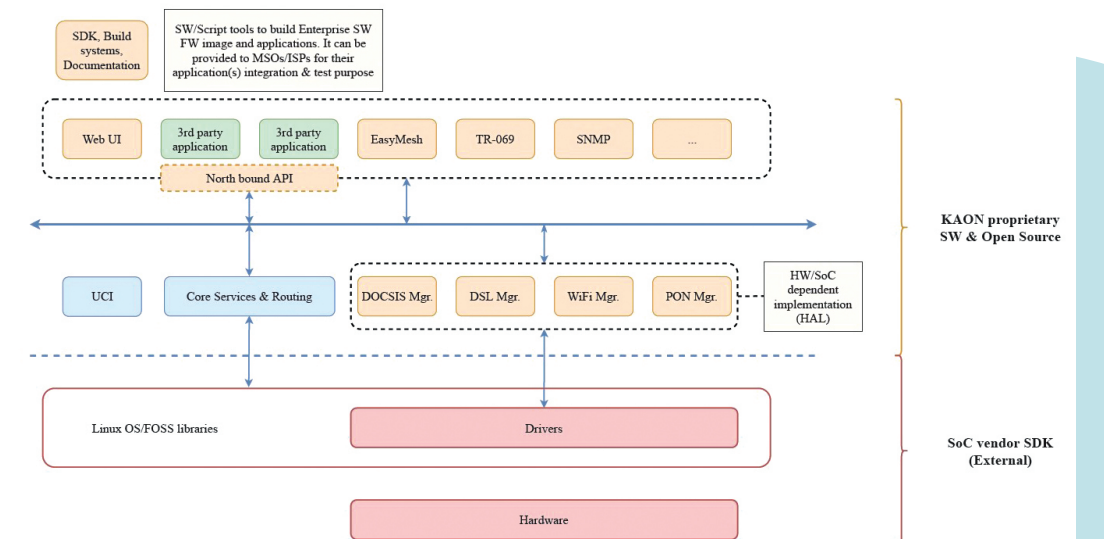 SDK, Build
systems,
Documentation
SW/Script tools to build Enterprise SW
FW image and applications. It can be
provided to MSOs/ISPs for their
application(s) integration & test purpose
Web UI
3rd party
application
3rd party
application
EasyMesh
TR-069
SNMP
...
North bound API
KAON proprietary
SW & Open Source
UCI
Core Services & Routing
DOCSIS Mgr.
DSL Mgr.
WiFi Mgr.
PON Mgr.
HW/SoC
dependent
implementation
(HAL)
Linux OS/FOSS libraries
Drivers
SoC vendor SDK
(External)
Hardware